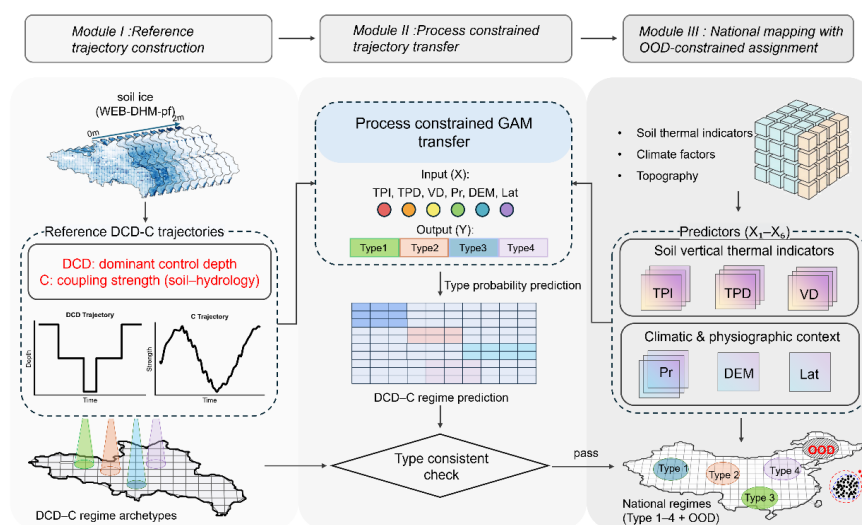 Module I :Reference
trajectory construction
Module II :Process constrained
trajectory transfer
Module III : National mapping with
OOD-constrained assignment
soil ice
(WEB-DHM-pf)
0m
2m
Reference DCD-C trajectories
DCD: dominant control depth
C: coupling strength (soil–hydrology)
DCD Trajectory
Depth
Time
C Trajectory
Strength
Time
DCD–C regime archetypes
Process constrained GAM
transfer
Input (X):
TPI, TPD, VD, Pr, DEM, Lat
Output (Y):
Type1
Type2
Type3
Type4
Type probability prediction
DCD–C regime prediction
Type consistent
check
pass
• Soil thermal indicators
• Climate factors
• Topography
Predictors (X₁–X₆)
Soil vertical thermal indicators
TPI
TPD
VD
Climatic & physiographic context
Pr
DEM
Lat
OOD
Type 1
Type 2
Type 4
Type 3
National regimes
(Type 1–4 + OOD)